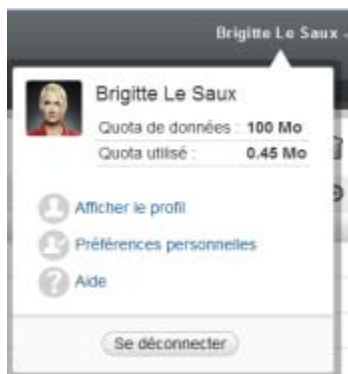 Brigitte Le Saux
Brigitte Le Saux
Quota de données : 100 Mo
Quota utilisé : 0.45 Mo
Afficher le profil
Préférences personnelles
Aide
Se déconnecter